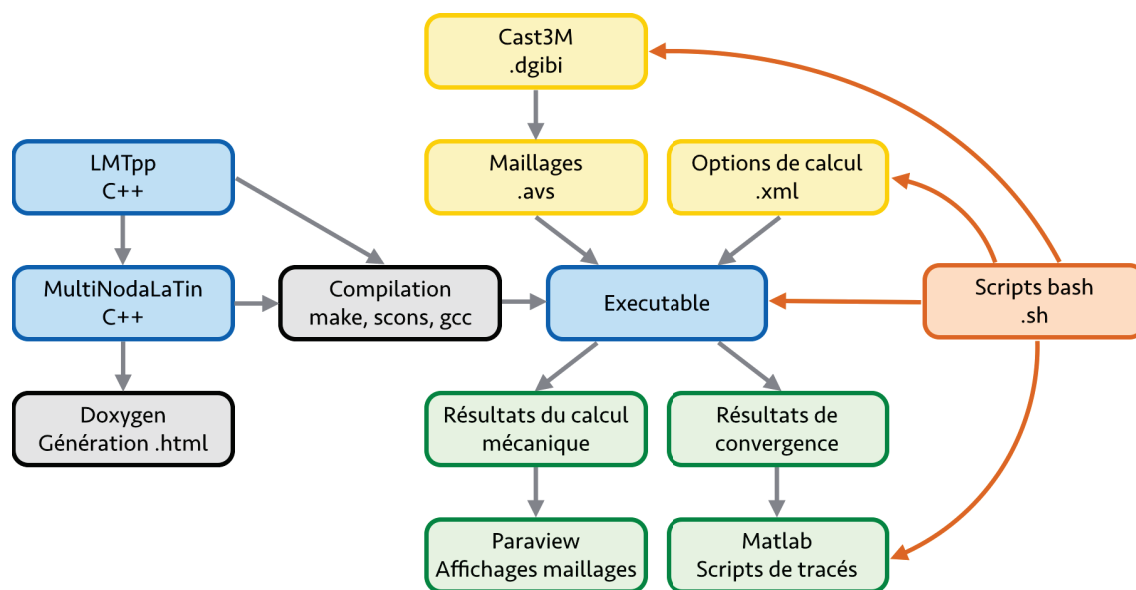 Cast3M
.dgibi
LMTpp
C++
Maillages
.avs
Options de calcul
.xml
MultiNodaLaTin
C++
Compilation
make, scons, gcc
Executable
Scripts bash
.sh
Doxygen
Génération .html
Résultats du calcul
mécanique
Résultats de
convergence
Paraview
Affichages maillages
Matlab
Scripts de tracés